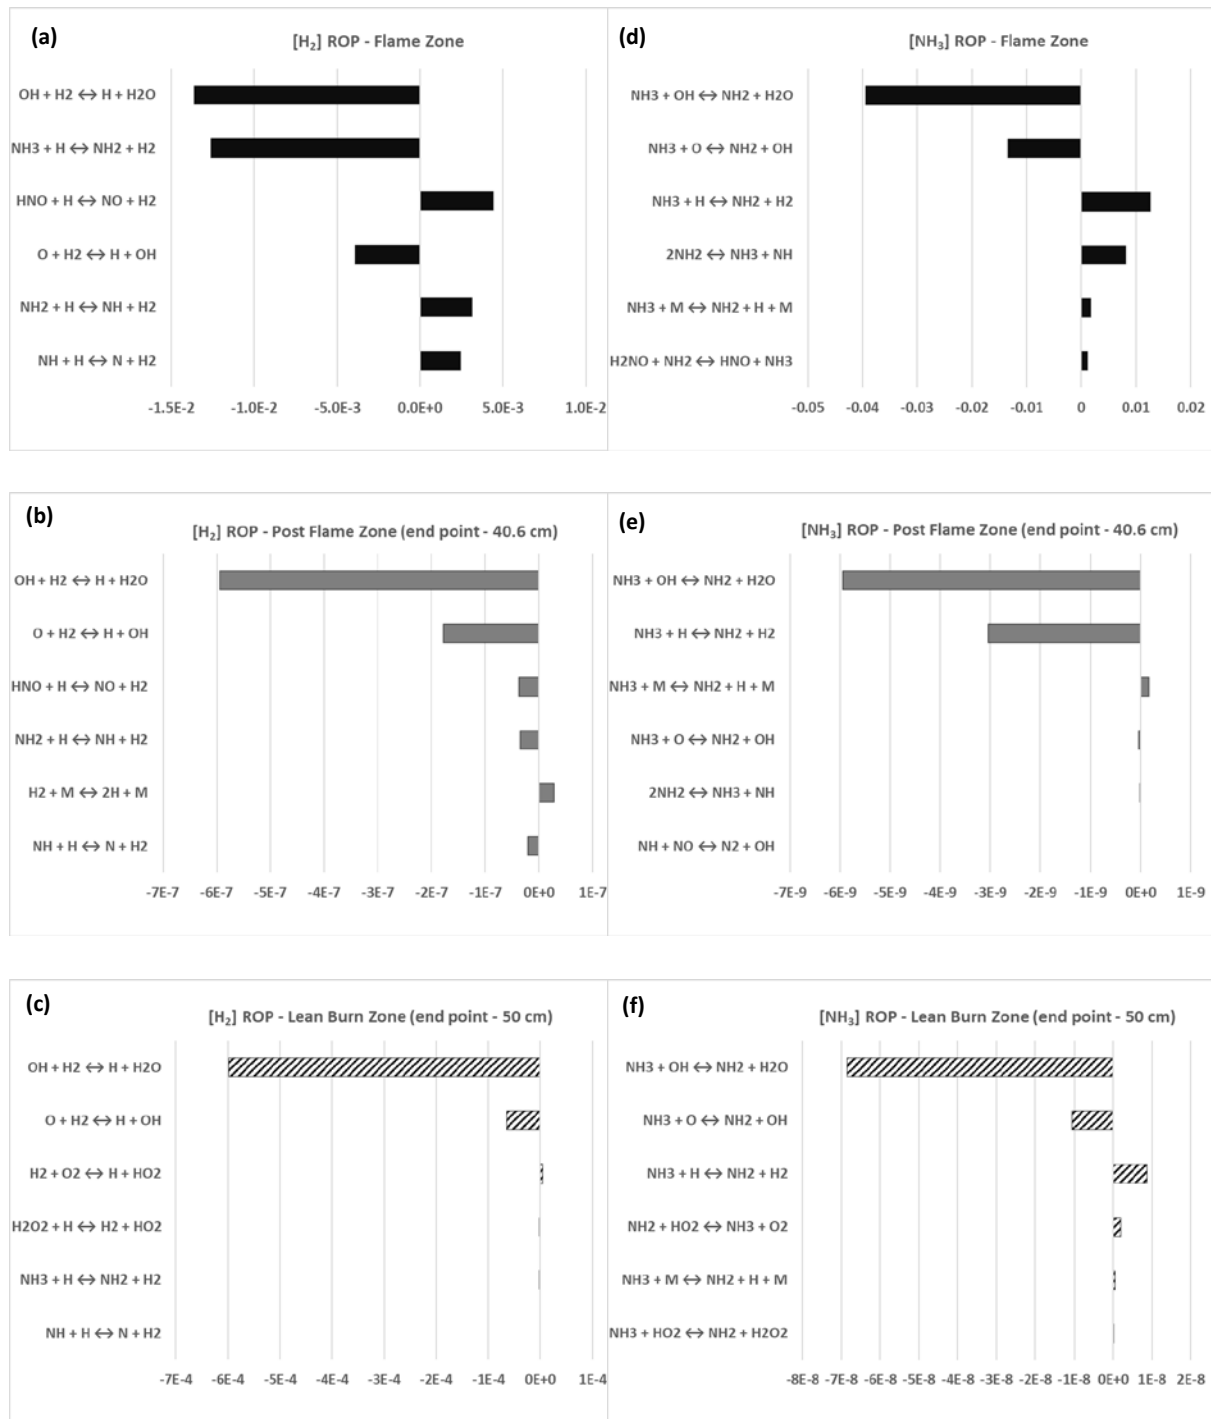 (a)
[H₂] ROP - Flame Zone
OH + H2 ↔ H + H2O
NH3 + H ↔ NH2 + H2
HNO + H ↔ NO + H2
O + H2 ↔ H + OH
NH2 + H ↔ NH + H2
NH + H ↔ N + H2
-1.5E-2 -1.0E-2 -5.0E-3 0.0E+0 5.0E-3 1.0E-2
(d)
[NH₃] ROP - Flame Zone
NH3 + OH ↔ NH2 + H2O
NH3 + O ↔ NH2 + OH
NH3 + H ↔ NH2 + H2
2NH2 ↔ NH3 + NH
NH3 + M ↔ NH2 + H + M
H2NO + NH2 ↔ HNO + NH3
-0.05 -0.04 -0.03 -0.02 -0.01 0 0.01 0.02
(b)
[H₂] ROP - Post Flame Zone (end point - 40.6 cm)
OH + H2 ↔ H + H2O
O + H2 ↔ H + OH
HNO + H ↔ NO + H2
NH2 + H ↔ NH + H2
H2 + M ↔ 2H + M
NH + H ↔ N + H2
-7E-7 -6E-7 -5E-7 -4E-7 -3E-7 -2E-7 -1E-7 0E+0 1E-7
(e)
[NH₃] ROP - Post Flame Zone (end point - 40.6 cm)
NH3 + OH ↔ NH2 + H2O
NH3 + H ↔ NH2 + H2
NH3 + M ↔ NH2 + H + M
NH3 + O ↔ NH2 + OH
2NH2 ↔ NH3 + NH
NH + NO ↔ N2 + OH
-7E-9 -6E-9 -5E-9 -4E-9 -3E-9 -2E-9 -1E-9 0E+0 1E-9
(c)
[H₂] ROP - Lean Burn Zone (end point - 50 cm)
OH + H2 ↔ H + H2O
O + H2 ↔ H + OH
H2 + O2 ↔ H + HO2
H2O2 + H ↔ H2 + HO2
NH3 + H ↔ NH2 + H2
NH + H ↔ N + H2
-7E-4 -6E-4 -5E-4 -4E-4 -3E-4 -2E-4 -1E-4 0E+0 1E-4
(f)
[NH₃] ROP - Lean Burn Zone (end point - 50 cm)
NH3 + OH ↔ NH2 + H2O
NH3 + O ↔ NH2 + OH
NH3 + H ↔ NH2 + H2
NH2 + HO2 ↔ NH3 + O2
NH3 + M ↔ NH2 + H + M
NH3 + HO2 ↔ NH2 + H2O2
-8E-8 -7E-8 -6E-8 -5E-8 -4E-8 -3E-8 -2E-8 -1E-8 0E+0 1E-8 2E-8